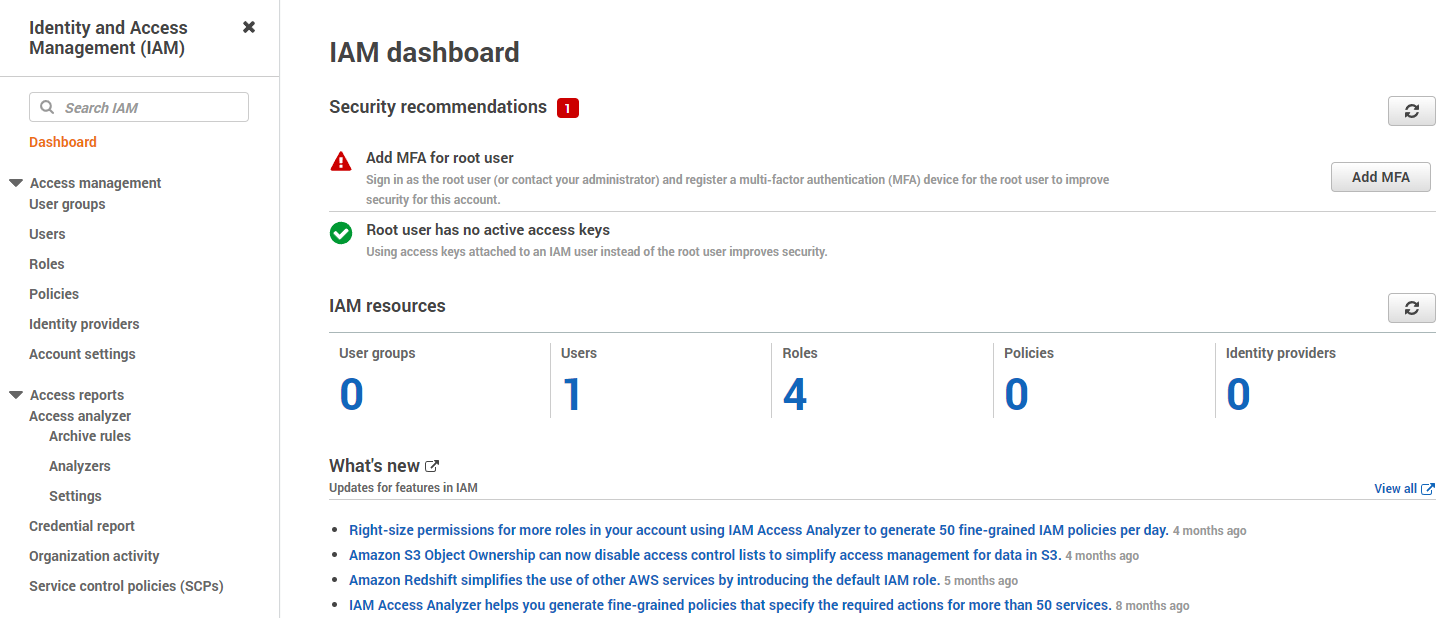 Identity and Access
Management (IAM)
Search IAM
Dashboard
Access management
User groups
Users
Roles
Policies
Identity providers
Account settings
Access reports
Access analyzer
Archive rules
Analyzers
Settings
Credential report
Organization activity
Service control policies (SCPs)
IAM dashboard
Security recommendations 1
Add MFA for root user
Sign in as the root user (or contact your administrator) and register a multi-factor authentication (MFA) device for the root user to improve
security for this account.
Add MFA
Root user has no active access keys
Using access keys attached to an IAM user instead of the root user improves security.
IAM resources
User groups Users Roles Policies Identity providers
0 1 4 0 0
What's new
Updates for features in IAM
View all
Right-size permissions for more roles in your account using IAM Access Analyzer to generate 50 fine-grained IAM policies per day. 4 months ago
Amazon S3 Object Ownership can now disable access control lists to simplify access management for data in S3. 4 months ago
Amazon Redshift simplifies the use of other AWS services by introducing the default IAM role. 5 months ago
IAM Access Analyzer helps you generate fine-grained policies that specify the required actions for more than 50 services. 8 months ago